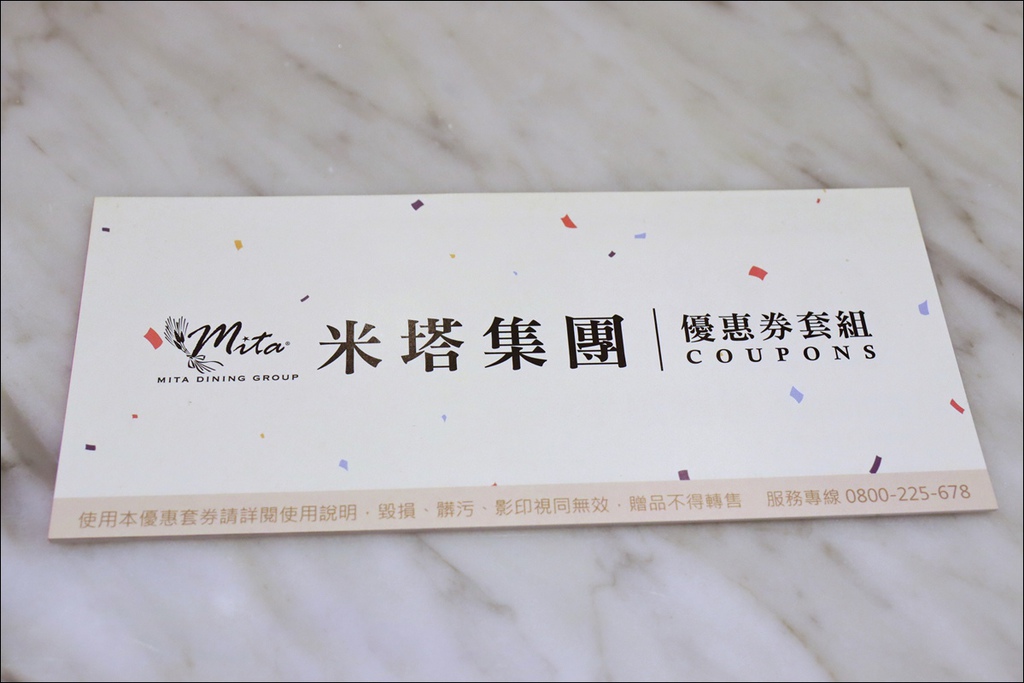 Mita®
MITA DINING GROUP
米塔集團
優惠券套組
COUPONS
使用本優惠套券請詳閱使用說明，毀損、髒污、影印視同無效，贈品不得轉售　服務專線 0800-225-678